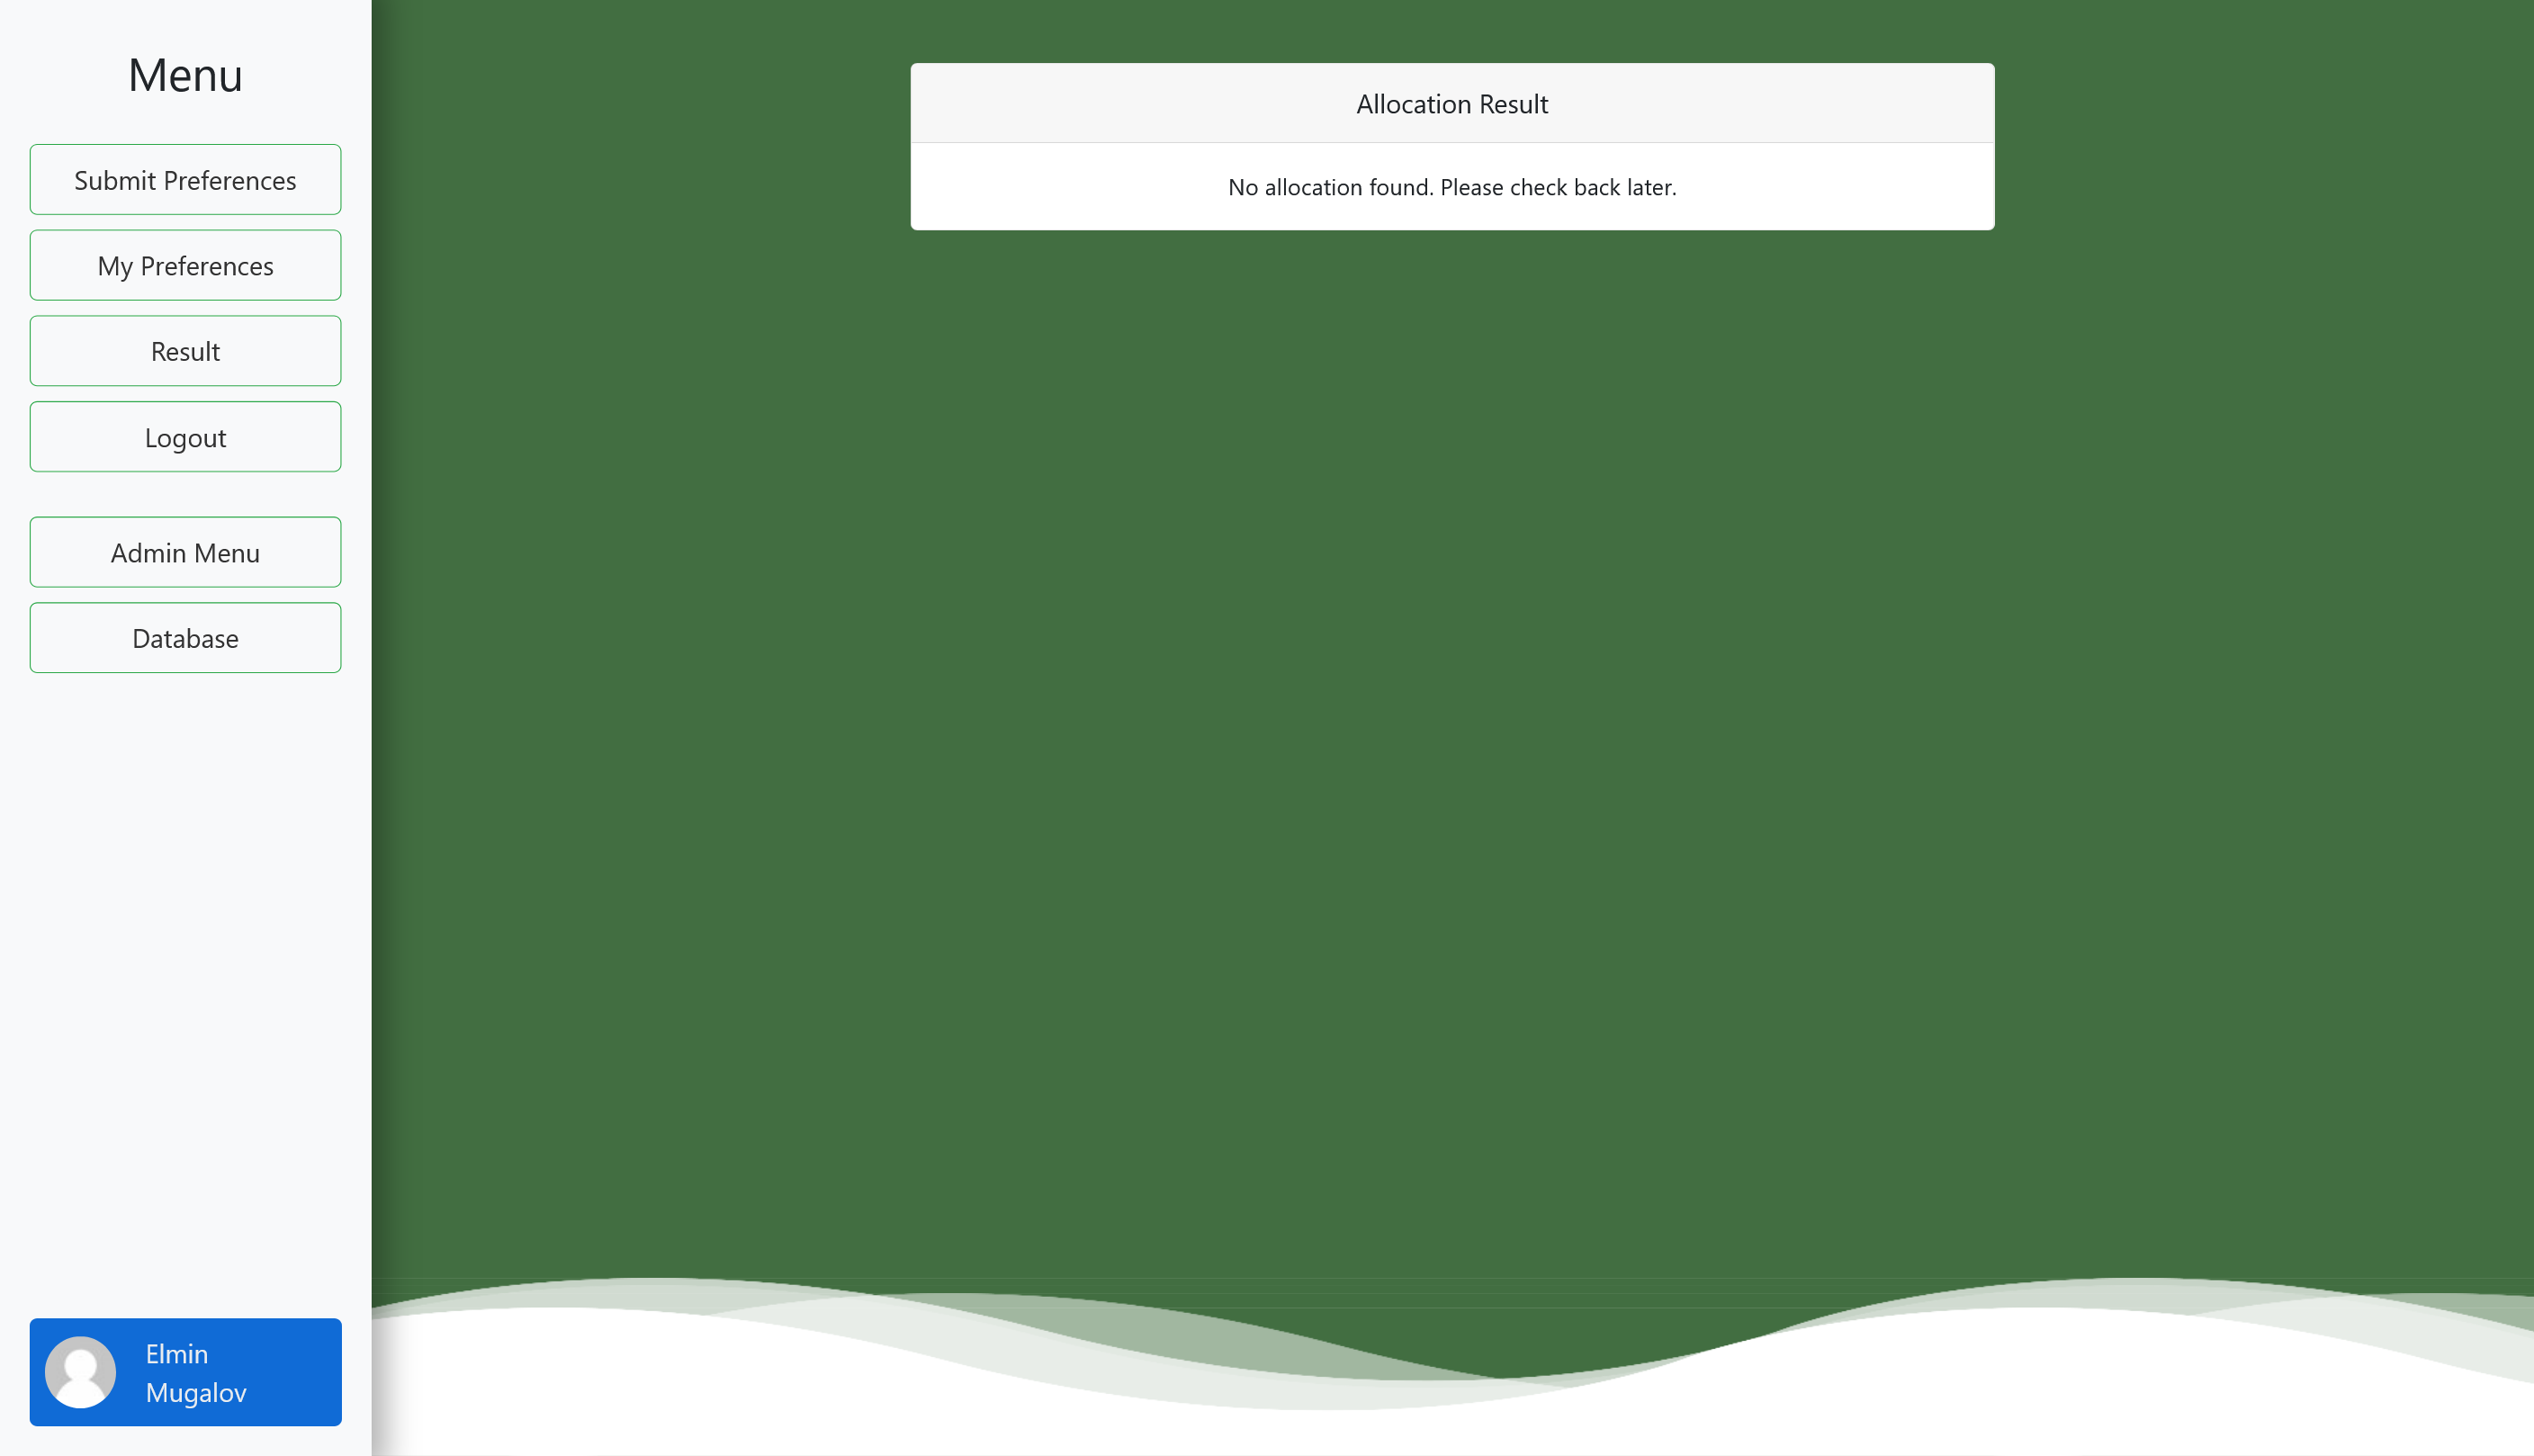 Menu
Submit Preferences
My Preferences
Result
Logout
Admin Menu
Database
Elmin
Mugalov
Allocation Result
No allocation found. Please check back later.